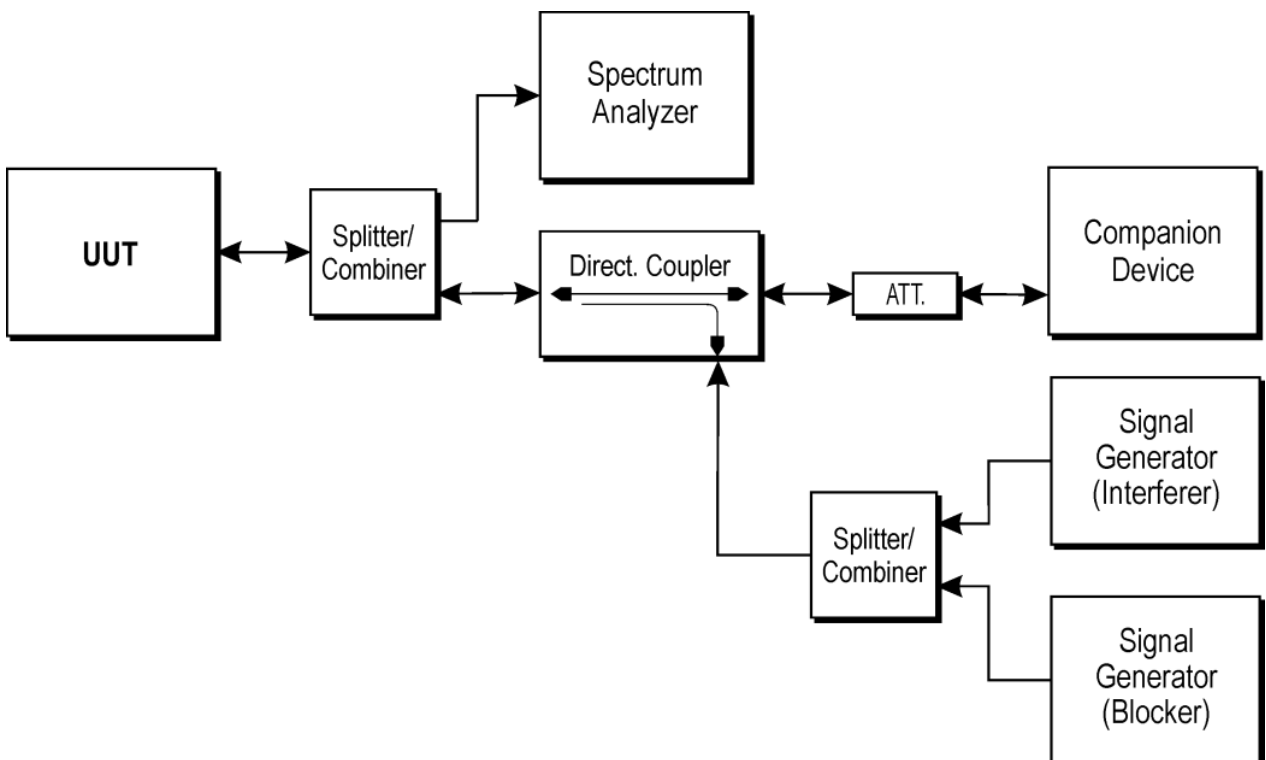 Spectrum
Analyzer
UUT
Splitter/
Combiner
Direct. Coupler
ATT.
Companion
Device
Signal
Generator
(Interferer)
Splitter/
Combiner
Signal
Generator
(Blocker)